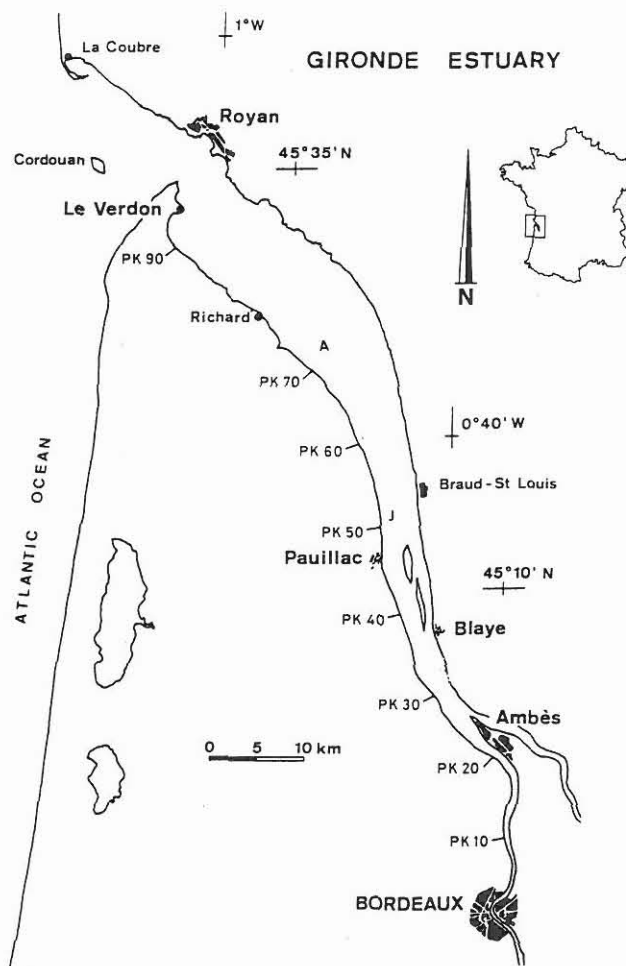 1°W
La Coubre
GIRONDE ESTUARY
Royan
45°35'N
Cordouan
Le Verdon
PK 90
N
Richard
A
PK 70
0°40'W
PK 60
ATLANTIC OCEAN
Braud-St Louis
J
PK 50
Pauillac
45°10'N
PK 40
Blaye
PK 30
Ambès
0 5 10 km
PK 20
PK 10
BORDEAUX